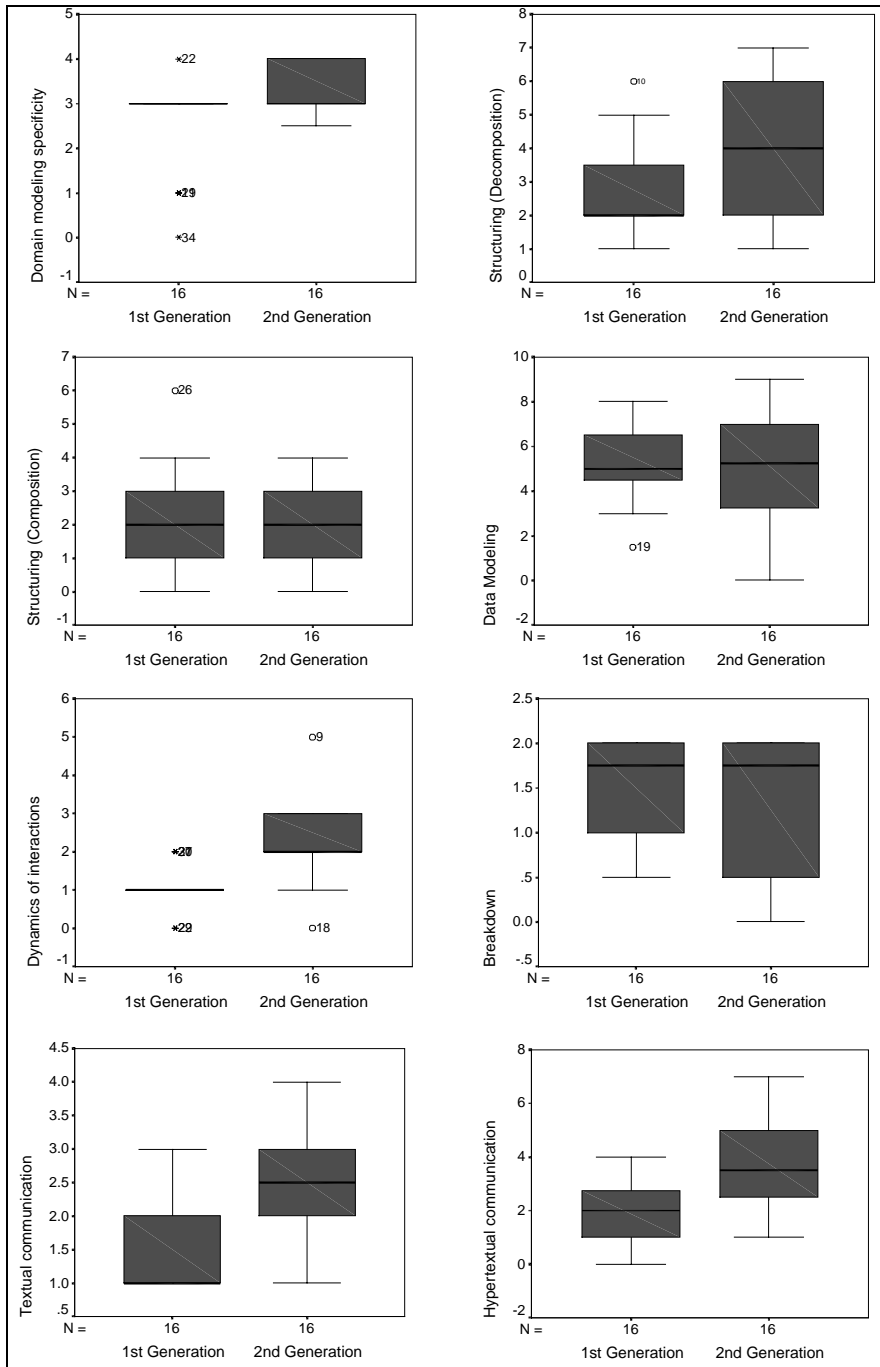 Domain modeling specificity
5
4
3
2
1
0
-1
22
34
N =
16
16
1st Generation
2nd Generation
Structuring (Decomposition)
8
7
6
5
4
3
2
1
0
10
N =
16
16
1st Generation
2nd Generation
Structuring (Composition)
7
6
5
4
3
2
1
0
-1
26
N =
16
16
1st Generation
2nd Generation
Data Modeling
10
8
6
4
2
0
-2
19
N =
16
16
1st Generation
2nd Generation
Dynamics of interactions
6
5
4
3
2
1
0
-1
9
18
N =
16
16
1st Generation
2nd Generation
Breakdown
2.5
2.0
1.5
1.0
.5
0.0
-.5
N =
16
16
1st Generation
2nd Generation
Textual communication
4.5
4.0
3.5
3.0
2.5
2.0
1.5
1.0
.5
N =
16
16
1st Generation
2nd Generation
Hypertextual communication
8
6
4
2
0
-2
N =
16
16
1st Generation
2nd Generation